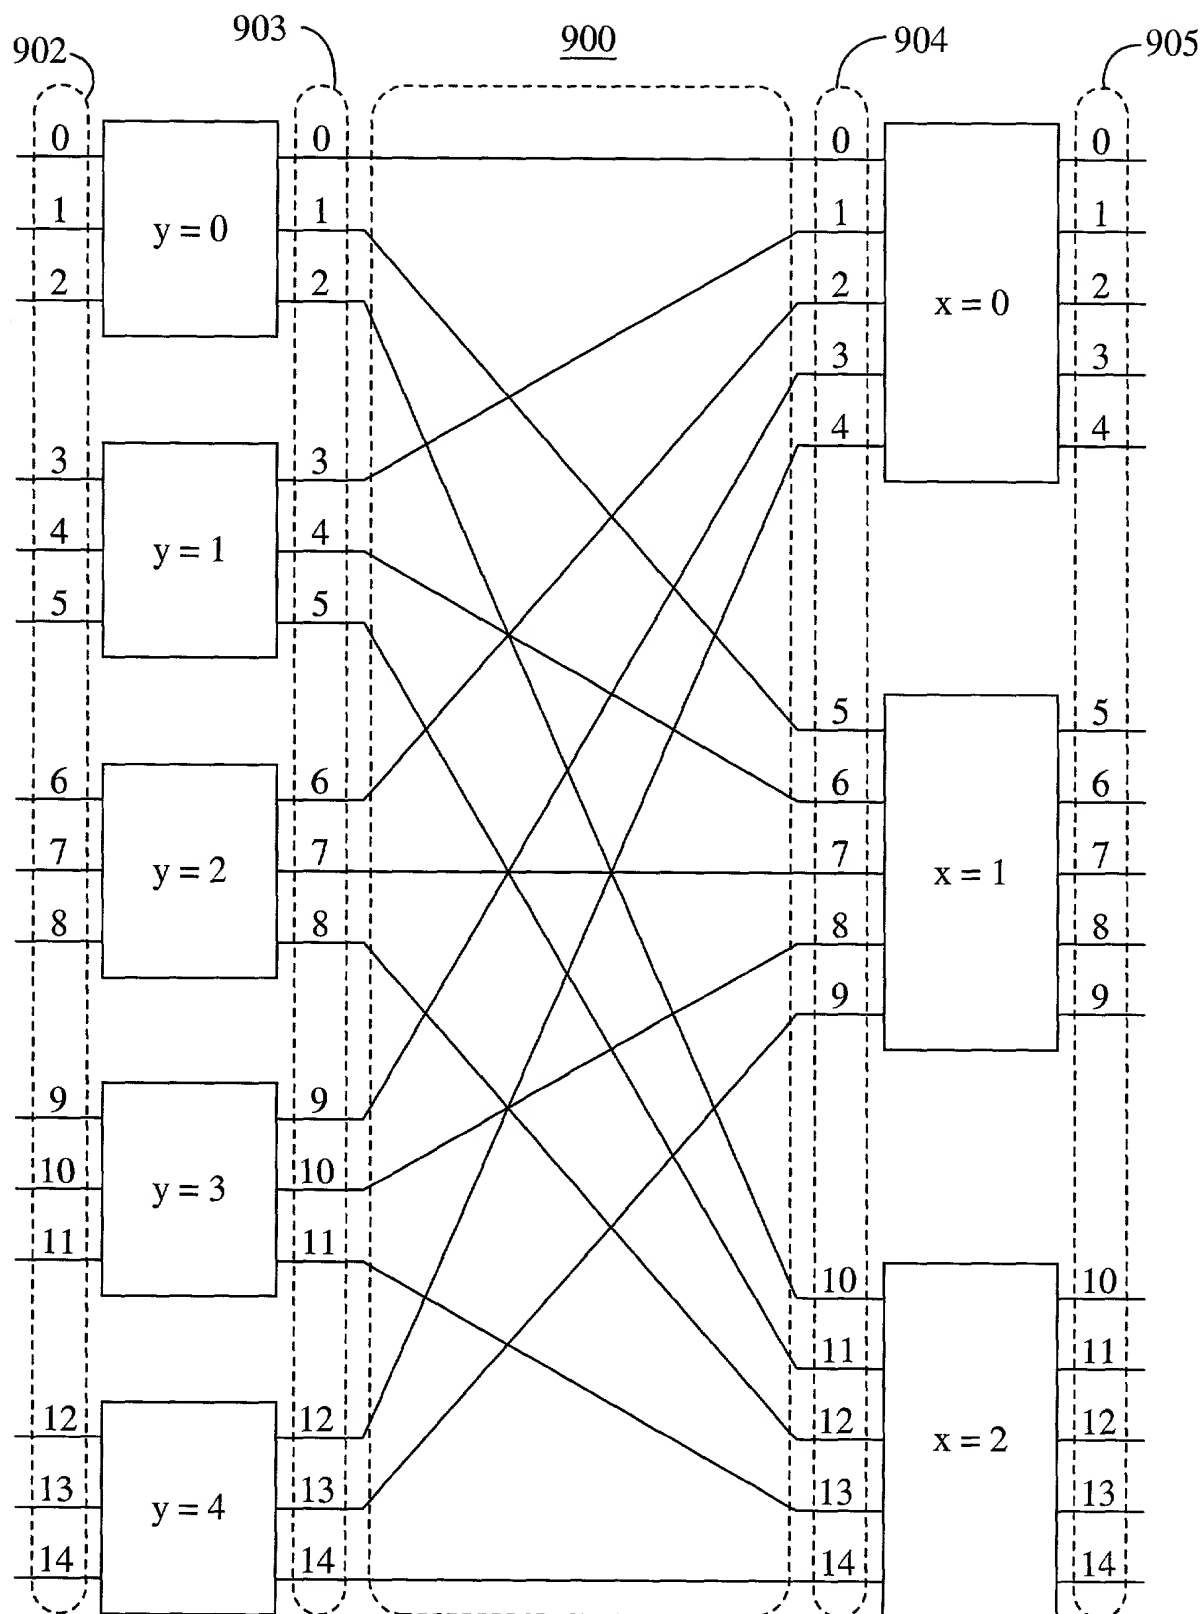 902
903
900
904
905
0 0 0 0
1 1 1 1
2 2 2 2
y = 0
x = 0
3 3
4 4
3 3
4 4
5 5
y = 1
5 5
6 6
6 6
7 7 7 7
8 8
y = 2
x = 1
8 8
9 9
9 9
10 10
11 11
y = 3
10 10
11 11
12 12 12 12
13 13 13 13
14 14 14 14
y = 4
x = 2